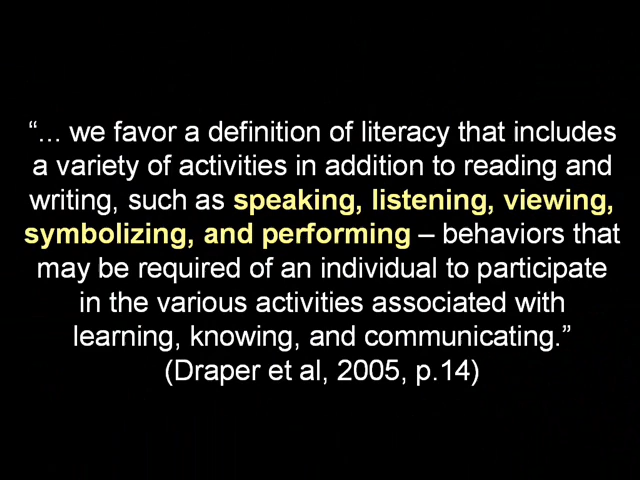 “... we favor a definition of literacy that includes
a variety of activities in addition to reading and
writing, such as speaking, listening, viewing,
symbolizing, and performing – behaviors that
may be required of an individual to participate
in the various activities associated with
learning, knowing, and communicating.”
(Draper et al, 2005, p.14)